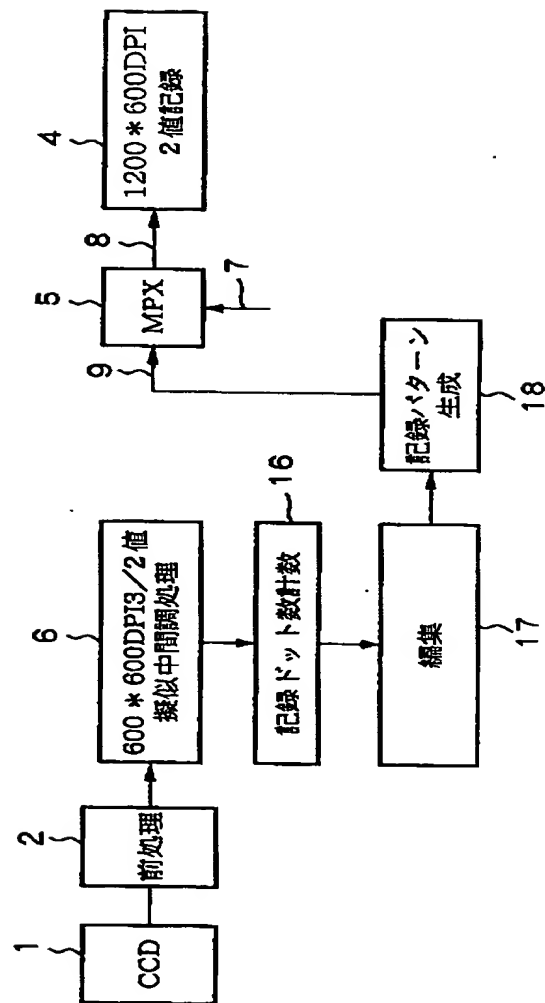 1
CCD
2
前処理
6
600*600DPI3/2値
擬似中間調処理
16
記録ドット数計数
編集
17
記録パターン
生成
18
9
5
MPX
7
8
4
1200*600DPI
2値記録